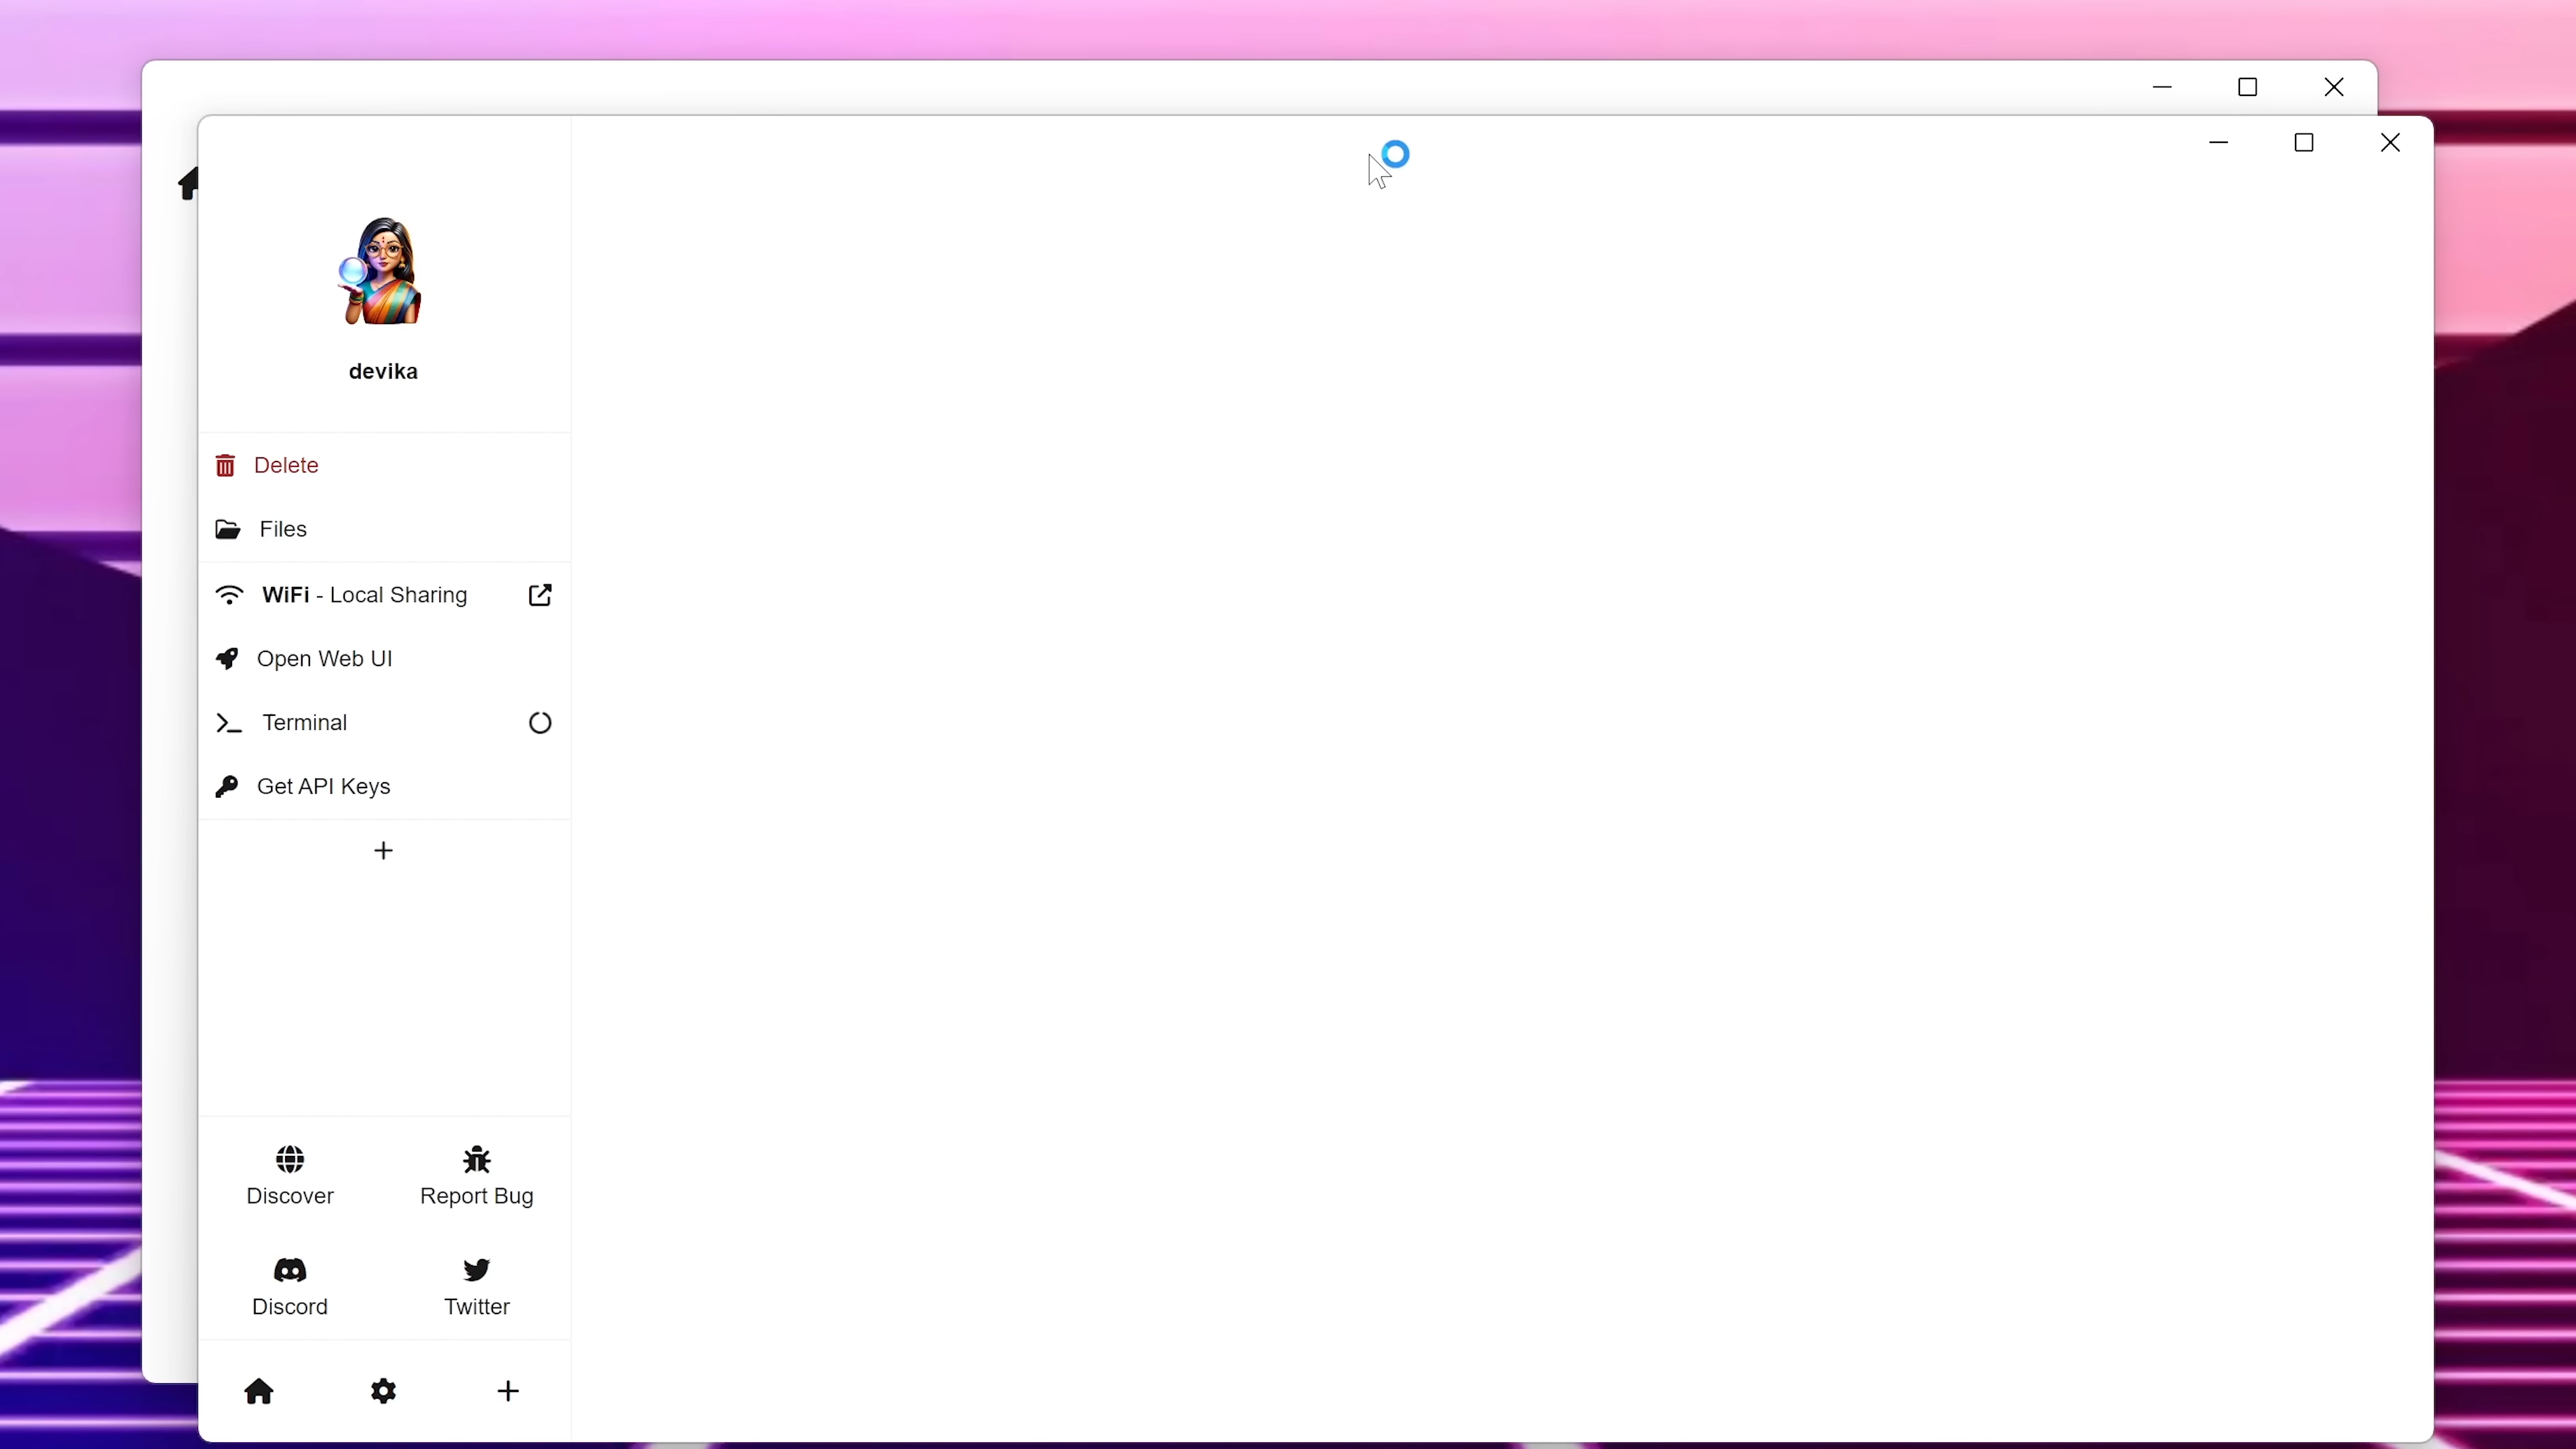 devika
Delete
Files
WiFi - Local Sharing
Open Web UI
Terminal
Get API Keys
Discover
Report Bug
Discord
Twitter